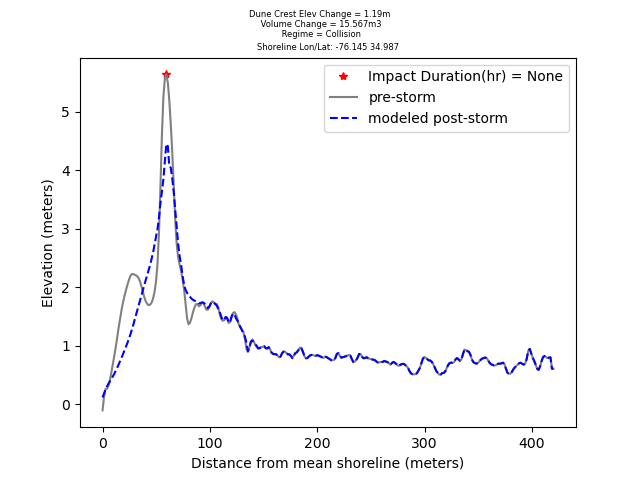 Dune Crest Elev Change = 1.19m
Volume Change = 15.567m3
Regime = Collision
Shoreline Lon/Lat: -76.145 34.987
Impact Duration(hr) = None
pre-storm
modeled post-storm
Elevation (meters)
5
4
3
2
1
0
0 100 200 300 400
Distance from mean shoreline (meters)